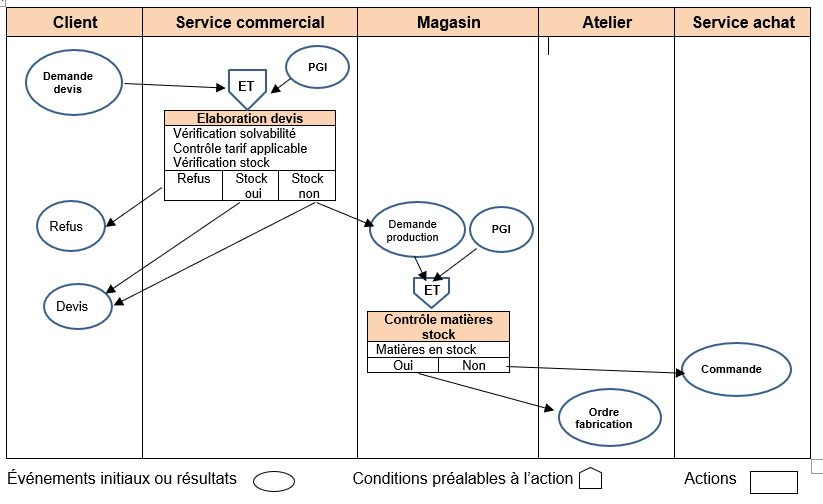 Client
Service commercial
Magasin
Atelier
Service achat
Demande
devis
ET
PGI
Elaboration devis
Vérification solvabilité
Contrôle tarif applicable
Vérification stock
Refus
Stock
oui
Stock
non
Refus
Demande
production
PGI
Devis
ET
Contrôle matières
stock
Matières en stock
Oui
Non
Commande
Ordre
fabrication
Événements initiaux ou résultats
Conditions préalables à l'action
Actions